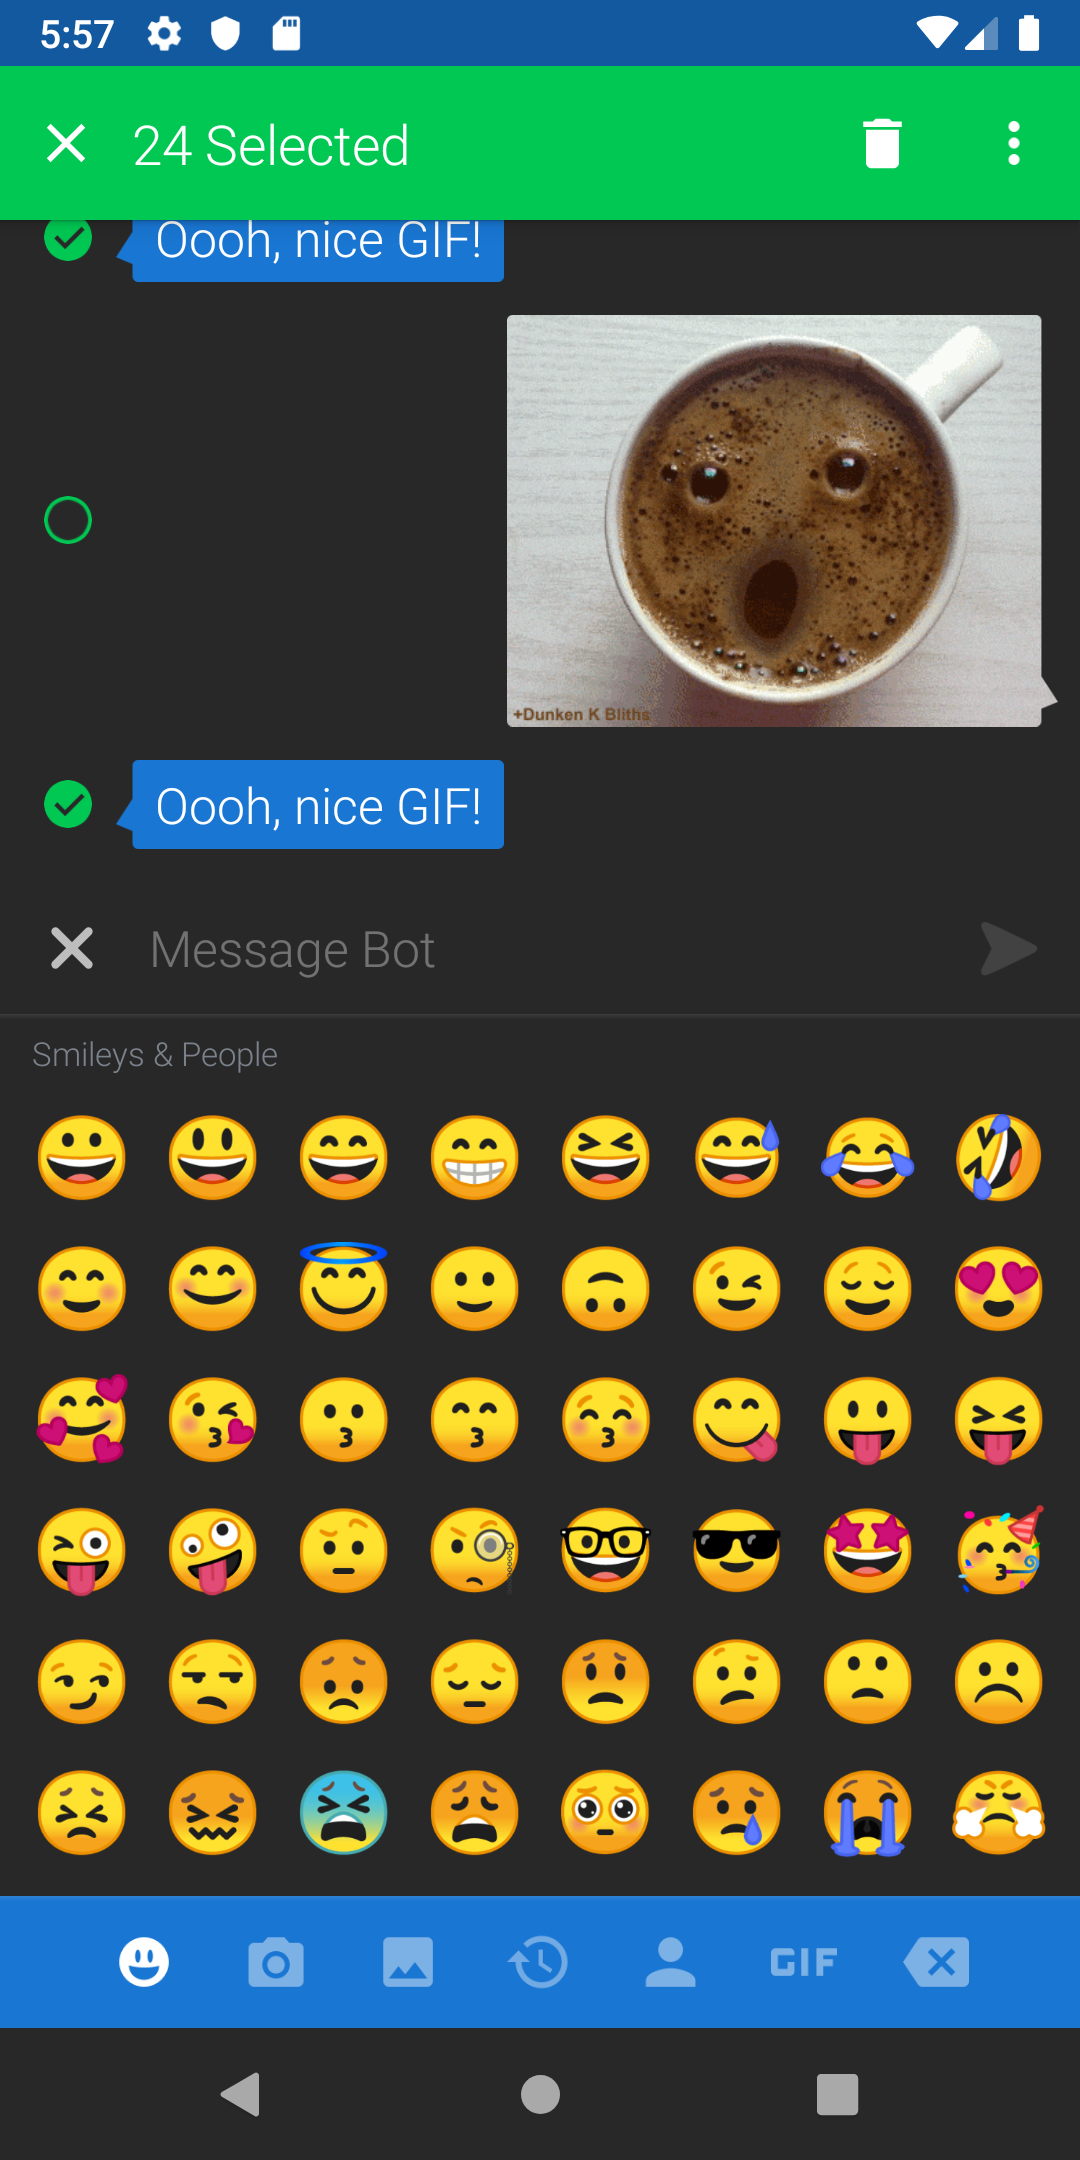 5:57
24 Selected
Oooh, nice GIF!
+Dunken K Bliths
Oooh, nice GIF!
Message Bot
Smileys & People
GIF